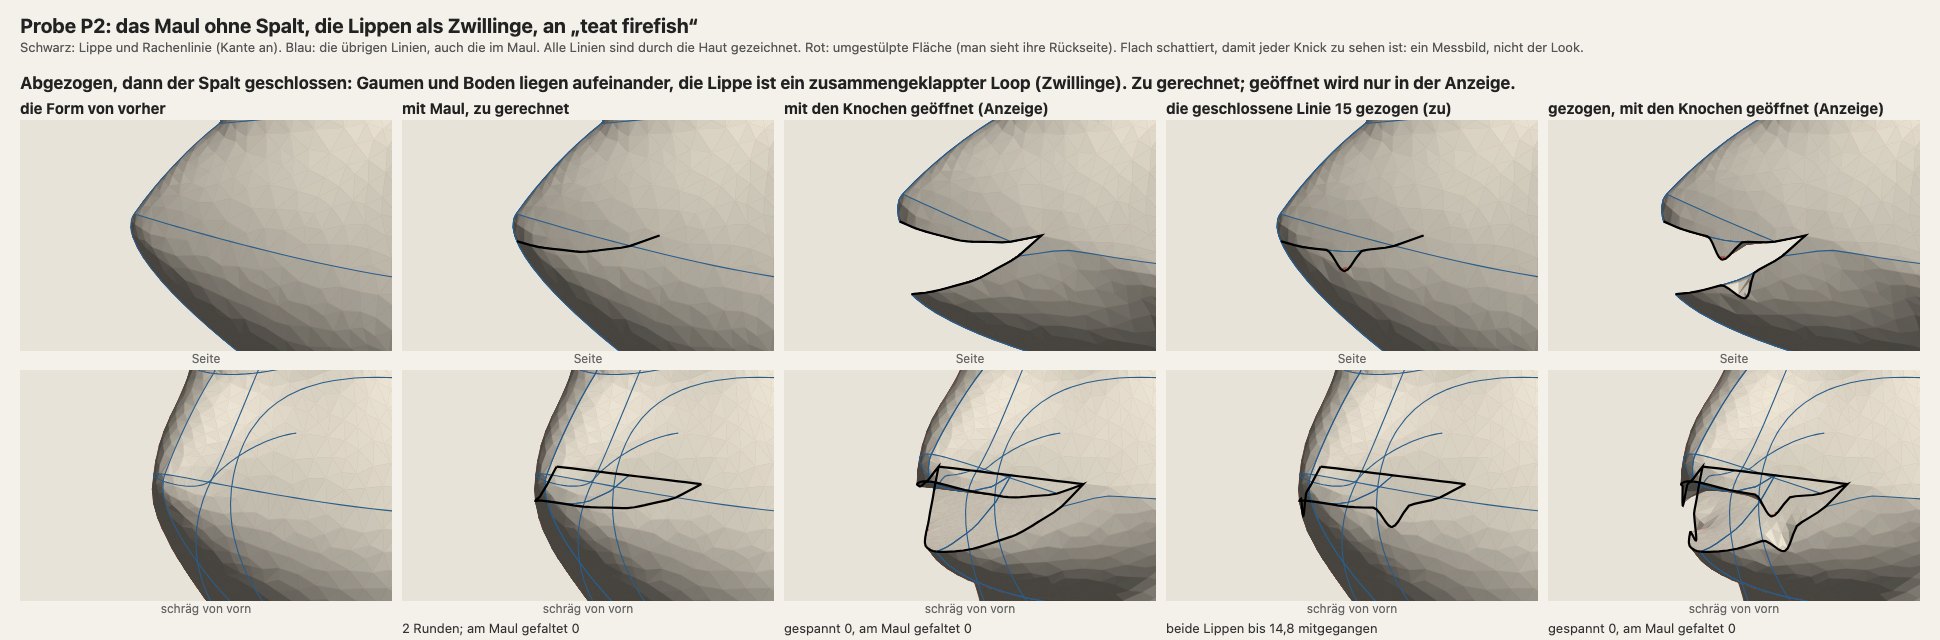 Probe P2: das Maul ohne Spalt, die Lippen als Zwillinge, an „teat firefish“
Schwarz: Lippe und Rachenlinie (Kante an). Blau: die übrigen Linien, auch die im Maul. Alle Linien sind durch die Haut gezeichnet. Rot: umgestülpte Fläche (man sieht ihre Rückseite). Flach schattiert, damit jeder Knick zu sehen ist: ein Messbild, nicht der Look.
Abgezogen, dann der Spalt geschlossen: Gaumen und Boden liegen aufeinander, die Lippe ist ein zusammengeklappter Loop (Zwillinge). Zu gerechnet; geöffnet wird nur in der Anzeige.
die Form von vorher
mit Maul, zu gerechnet
mit den Knochen geöffnet (Anzeige)
die geschlossene Linie 15 gezogen (zu)
gezogen, mit den Knochen geöffnet (Anzeige)
Seite
Seite
Seite
Seite
Seite
schräg von vorn
schräg von vorn
schräg von vorn
schräg von vorn
schräg von vorn
2 Runden; am Maul gefaltet 0
gespannt 0, am Maul gefaltet 0
beide Lippen bis 14,8 mitgegangen
gespannt 0, am Maul gefaltet 0